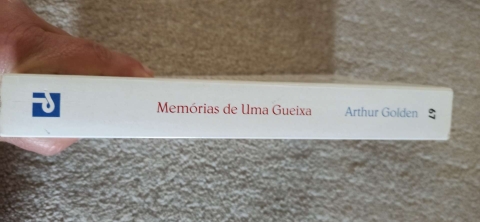 Memórias de Uma Gueixa
Arthur Golden
67